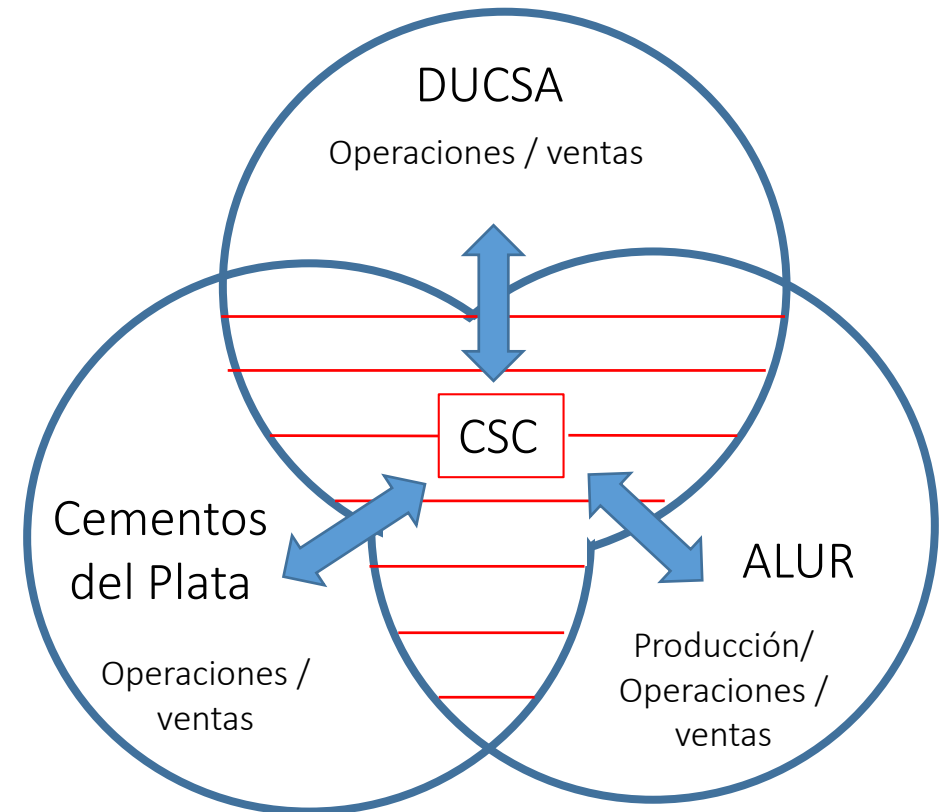 DUCSA
Operaciones / ventas
CSC
Cementos
del Plata
Operaciones /
ventas
ALUR
Producción/
Operaciones /
ventas